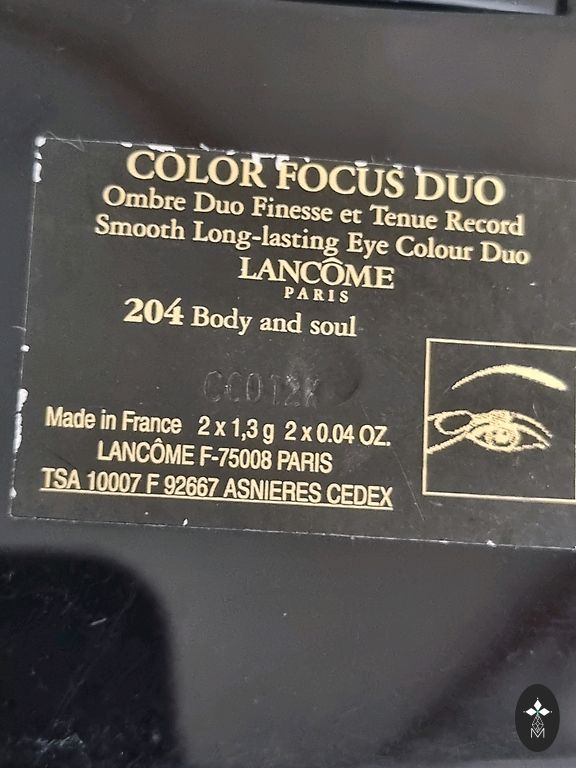 COLOR FOCUS DUO
Ombre Duo Finesse et Tenue Record
Smooth Long-lasting Eye Colour Duo
LANCÔME
PARIS
204 Body and soul
Made in France 2 x 1,3 g 2 x 0.04 OZ.
LANCÔME F-75008 PARIS
TSA 10007 F 92667 ASNIERES CEDEX
M